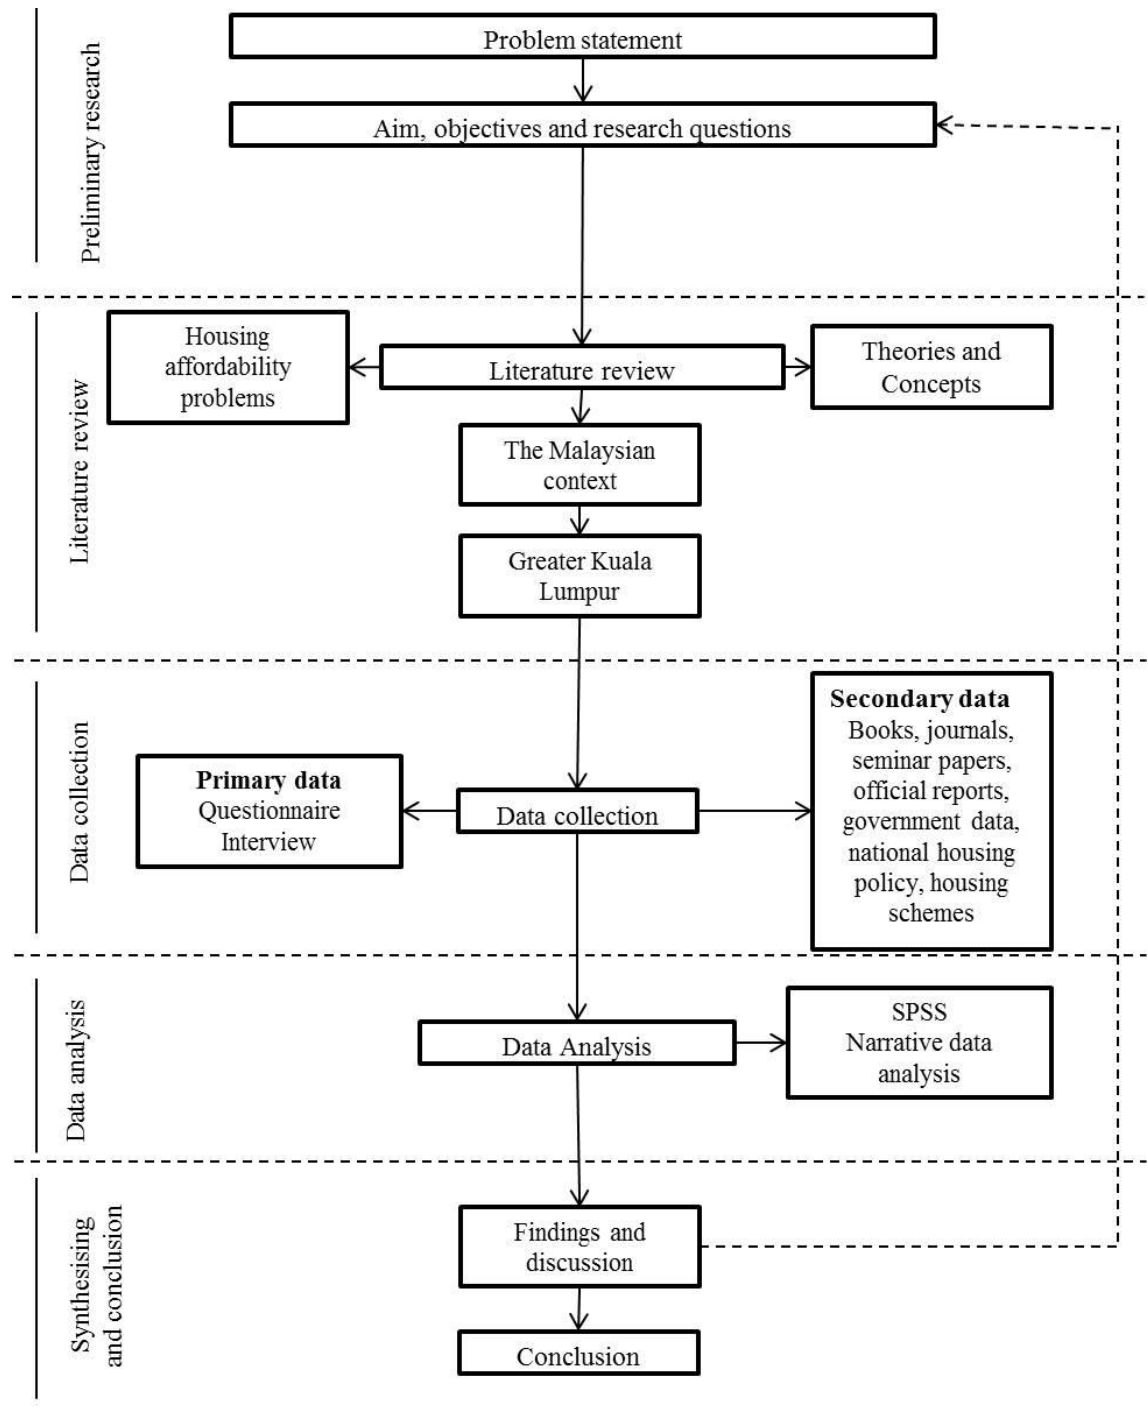 Preliminary research
Problem statement
Aim, objectives and research questions
Literature review
Housing
affordability
problems
Literature review
Theories and
Concepts
The Malaysian
context
Greater Kuala
Lumpur
Data collection
Primary data
Questionnaire
Interview
Data collection
Secondary data
Books, journals,
seminar papers,
official reports,
government data,
national housing
policy, housing
schemes
Data analysis
Data Analysis
SPSS
Narrative data
analysis
Synthesising
and conclusion
Findings and
discussion
Conclusion